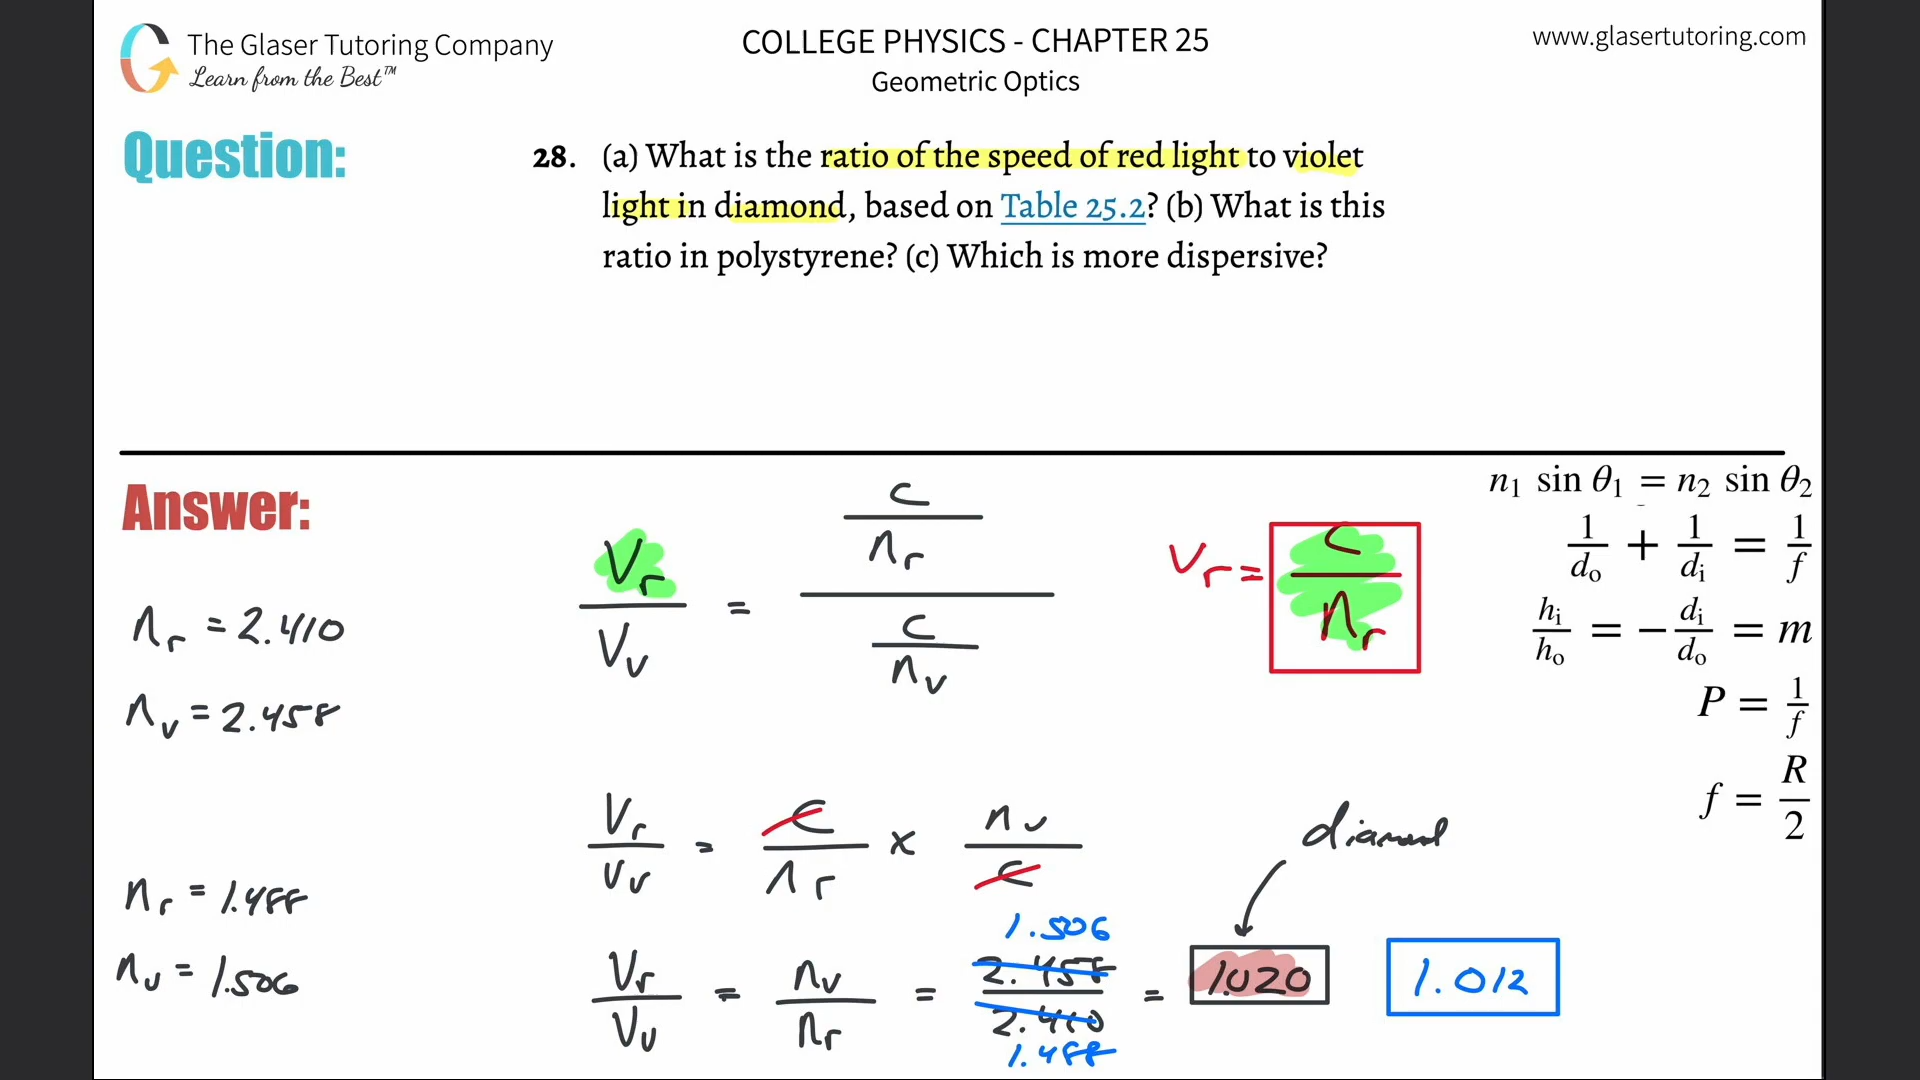 The Glaser Tutoring Company
Learn from the Best™
COLLEGE PHYSICS - CHAPTER 25
Geometric Optics
www.glasertutoring.com
Question:
28. (a) What is the ratio of the speed of red light to violet
light in diamond, based on Table 25.2? (b) What is this
ratio in polystyrene? (c) Which is more dispersive?
Answer:
n₁ sin θ₁ = n₂ sin θ₂
1/dₒ + 1/dᵢ = 1/f
hᵢ/hₒ = −dᵢ/dₒ = m
P = 1/f
f = R/2
nr = 2.410
nv = 2.458
nr = 1.488
nv = 1.506
Vr/Vv = (c/nr)/(c/nv)
Vr = c/nr
Vr/Vv = c/nr × nv/c
diamond
Vr/Vv = nv/nr = 2.458/2.410 = 1.020
1.506
1.488
1.012